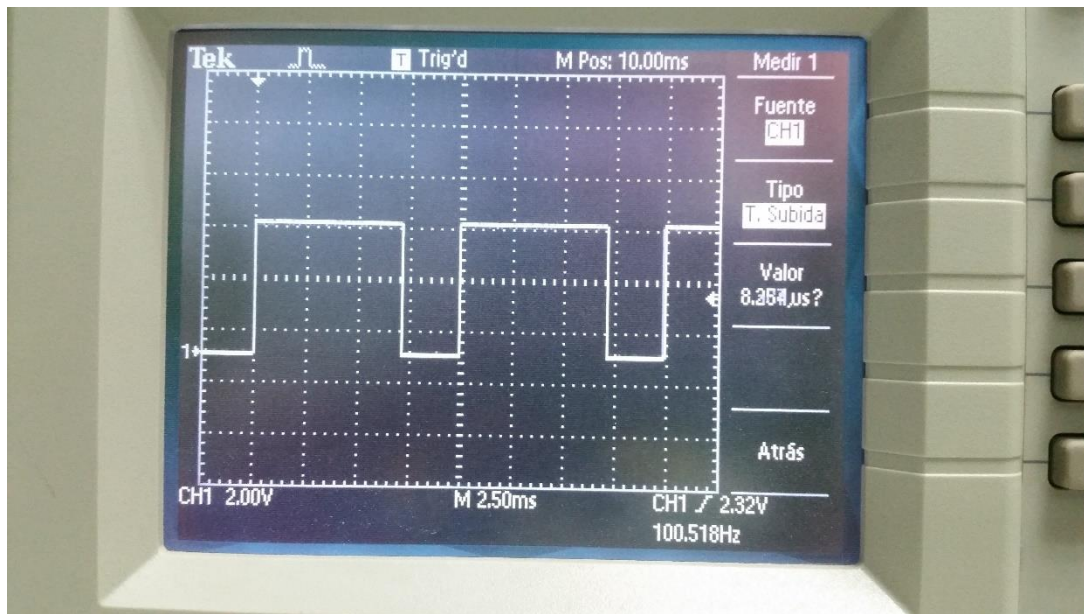 Tek T Trig'd M Pos: 10.00ms Medir 1
Fuente
CH1
Tipo
T. Subida
Valor
1
Atrás
CH1 2.00V M 2.50ms CH1 2.32V
100.518Hz